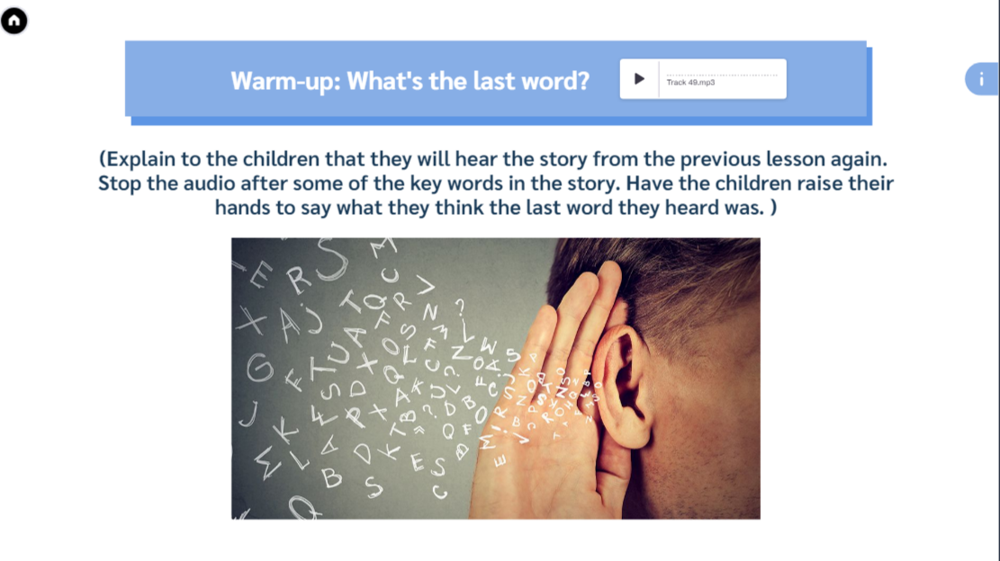 Warm-up: What's the last word?
Track 49.mp3
i
(Explain to the children that they will hear the story from the previous lesson again.
Stop the audio after some of the key words in the story. Have the children raise their
hands to say what they think the last word they heard was. )